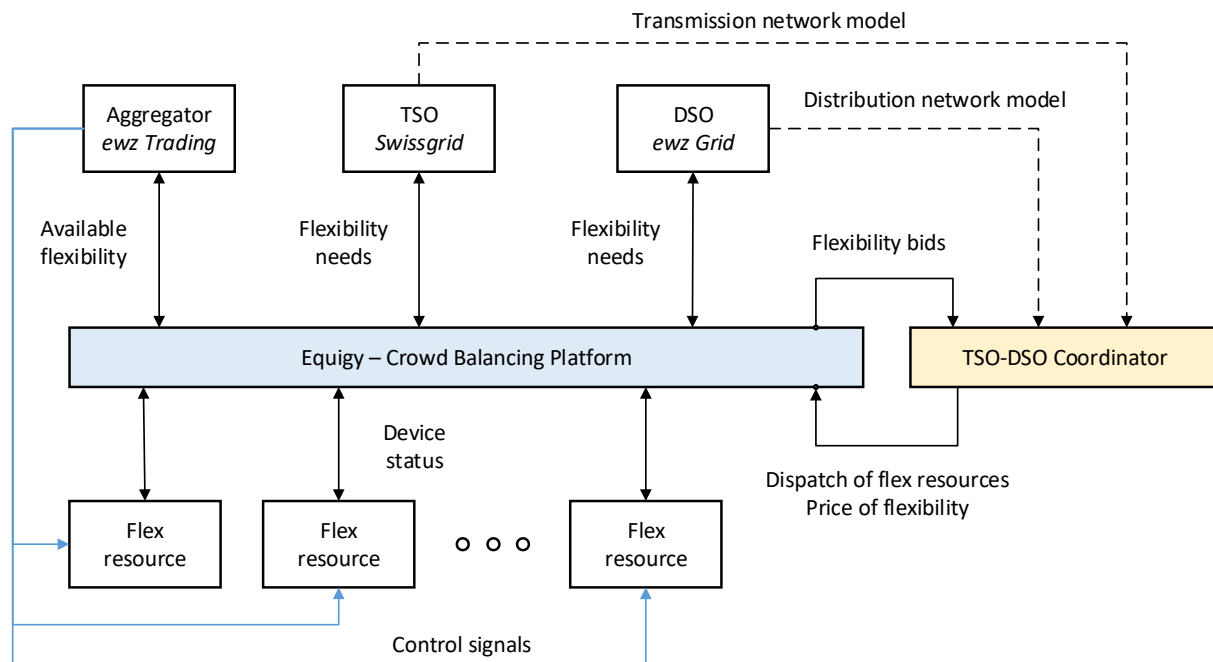 Transmission network model
Aggregator
ewz Trading
TSO
Swissgrid
DSO
ewz Grid
Distribution network model
Available
flexibility
Flexibility
needs
Flexibility
needs
Flexibility bids
Equigy – Crowd Balancing Platform
TSO-DSO Coordinator
Device
status
Dispatch of flex resources
Price of flexibility
Flex
resource
Flex
resource
Flex
resource
Control signals